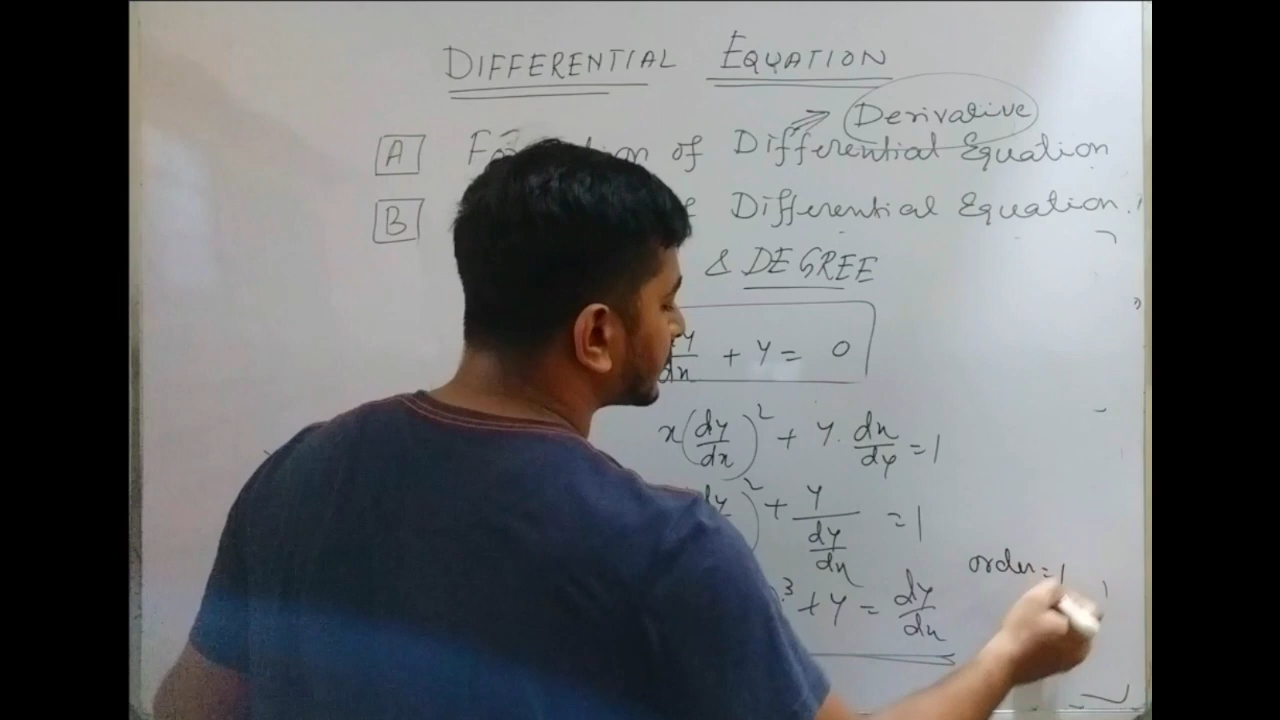 DIFFERENTIAL EQUATION
Derivative
A of Differential Equation
B Differential Equation.
& DEGREE
dy/dx + y = 0
x(dy/dx)² + y. dx/dy = 1
² + y/(dy/dx) = 1
³ + y = dy/dx
order = 1